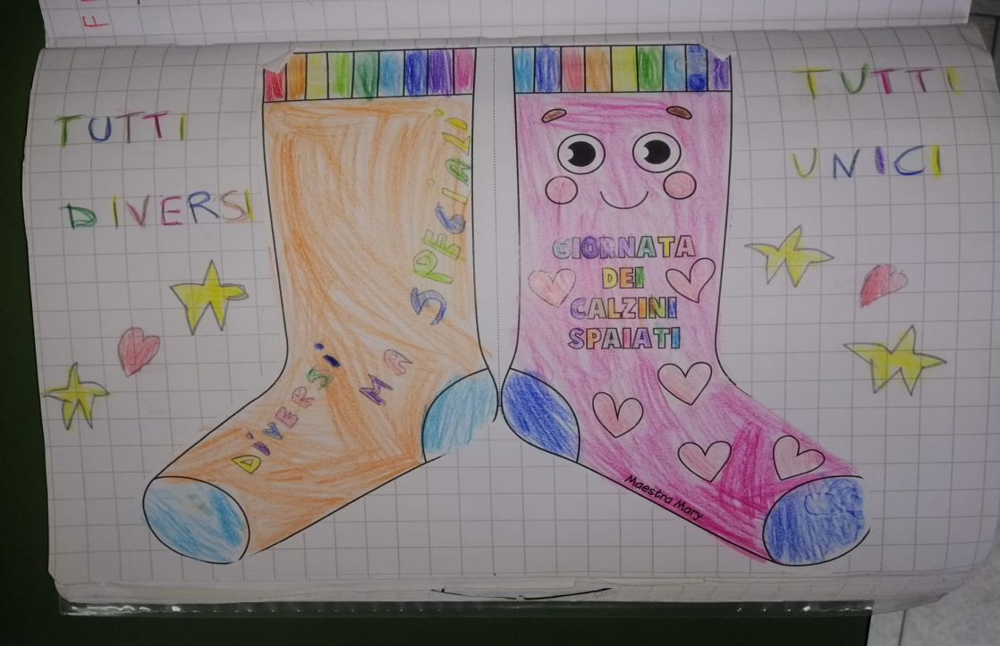 TUTTI
DIVERSI
DIVERSI
MA
SPECIALI
GIORNATA
DEI
CALZINI
SPAIATI
Maestra Mary
TUTTI
UNICI